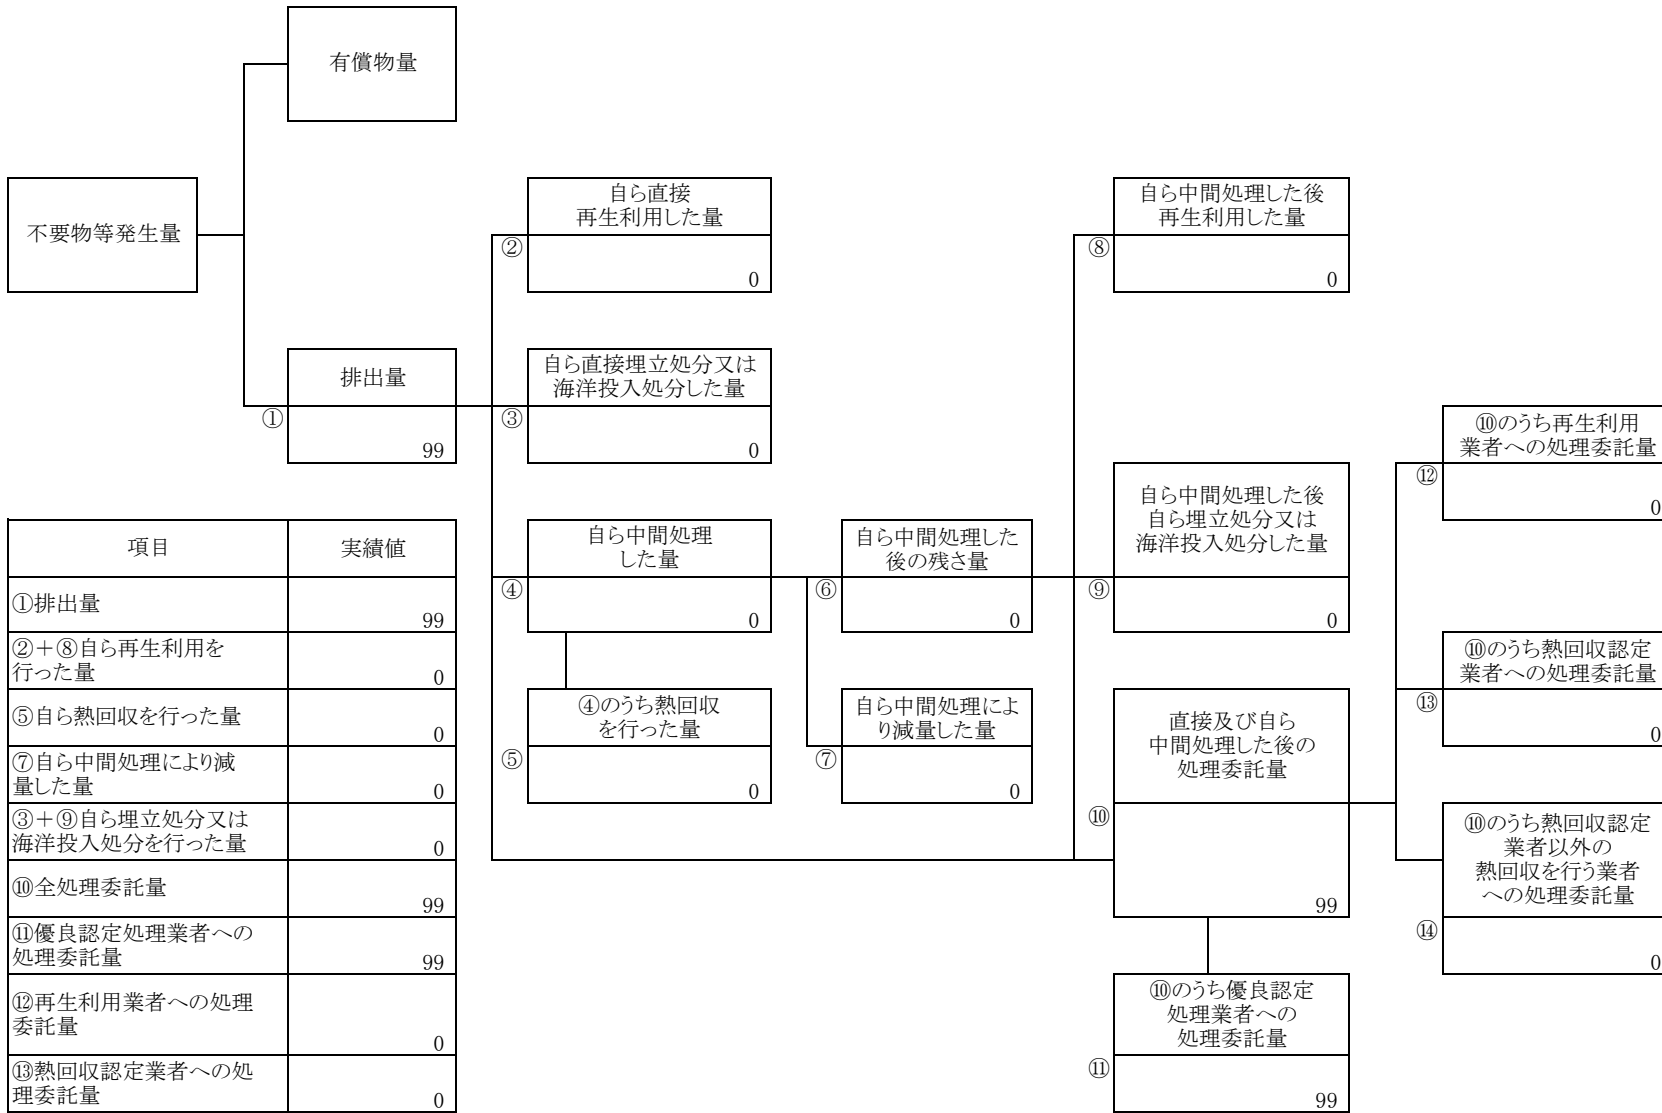 有償物量
不要物等発生量
自ら直接
再生利用した量
②
0
自ら中間処理した後
再生利用した量
⑧
0
排出量
①
99
自ら直接埋立処分又は
海洋投入処分した量
③
0
⑩のうち再生利用
業者への処理委託量
⑫
0
自ら中間処理
した量
④
0
自ら中間処理した
後の残さ量
⑥
0
自ら中間処理した後
自ら埋立処分又は
海洋投入処分した量
⑨
0
⑩のうち熱回収認定
業者への処理委託量
⑬
0
④のうち熱回収
を行った量
⑤
0
自ら中間処理によ
り減量した量
⑦
0
直接及び自ら
中間処理した後の
処理委託量
⑩
99
⑩のうち熱回収認定
業者以外の
熱回収を行う業者
への処理委託量
⑭
0
⑩のうち優良認定
処理業者への
処理委託量
⑪
99
項目 実績値
①排出量 99
②＋⑧自ら再生利用を
行った量 0
⑤自ら熱回収を行った量 0
⑦自ら中間処理により減
量した量 0
③＋⑨自ら埋立処分又は
海洋投入処分を行った量 0
⑩全処理委託量 99
⑪優良認定処理業者への
処理委託量 99
⑫再生利用業者への処理
委託量 0
⑬熱回収認定業者への処
理委託量 0